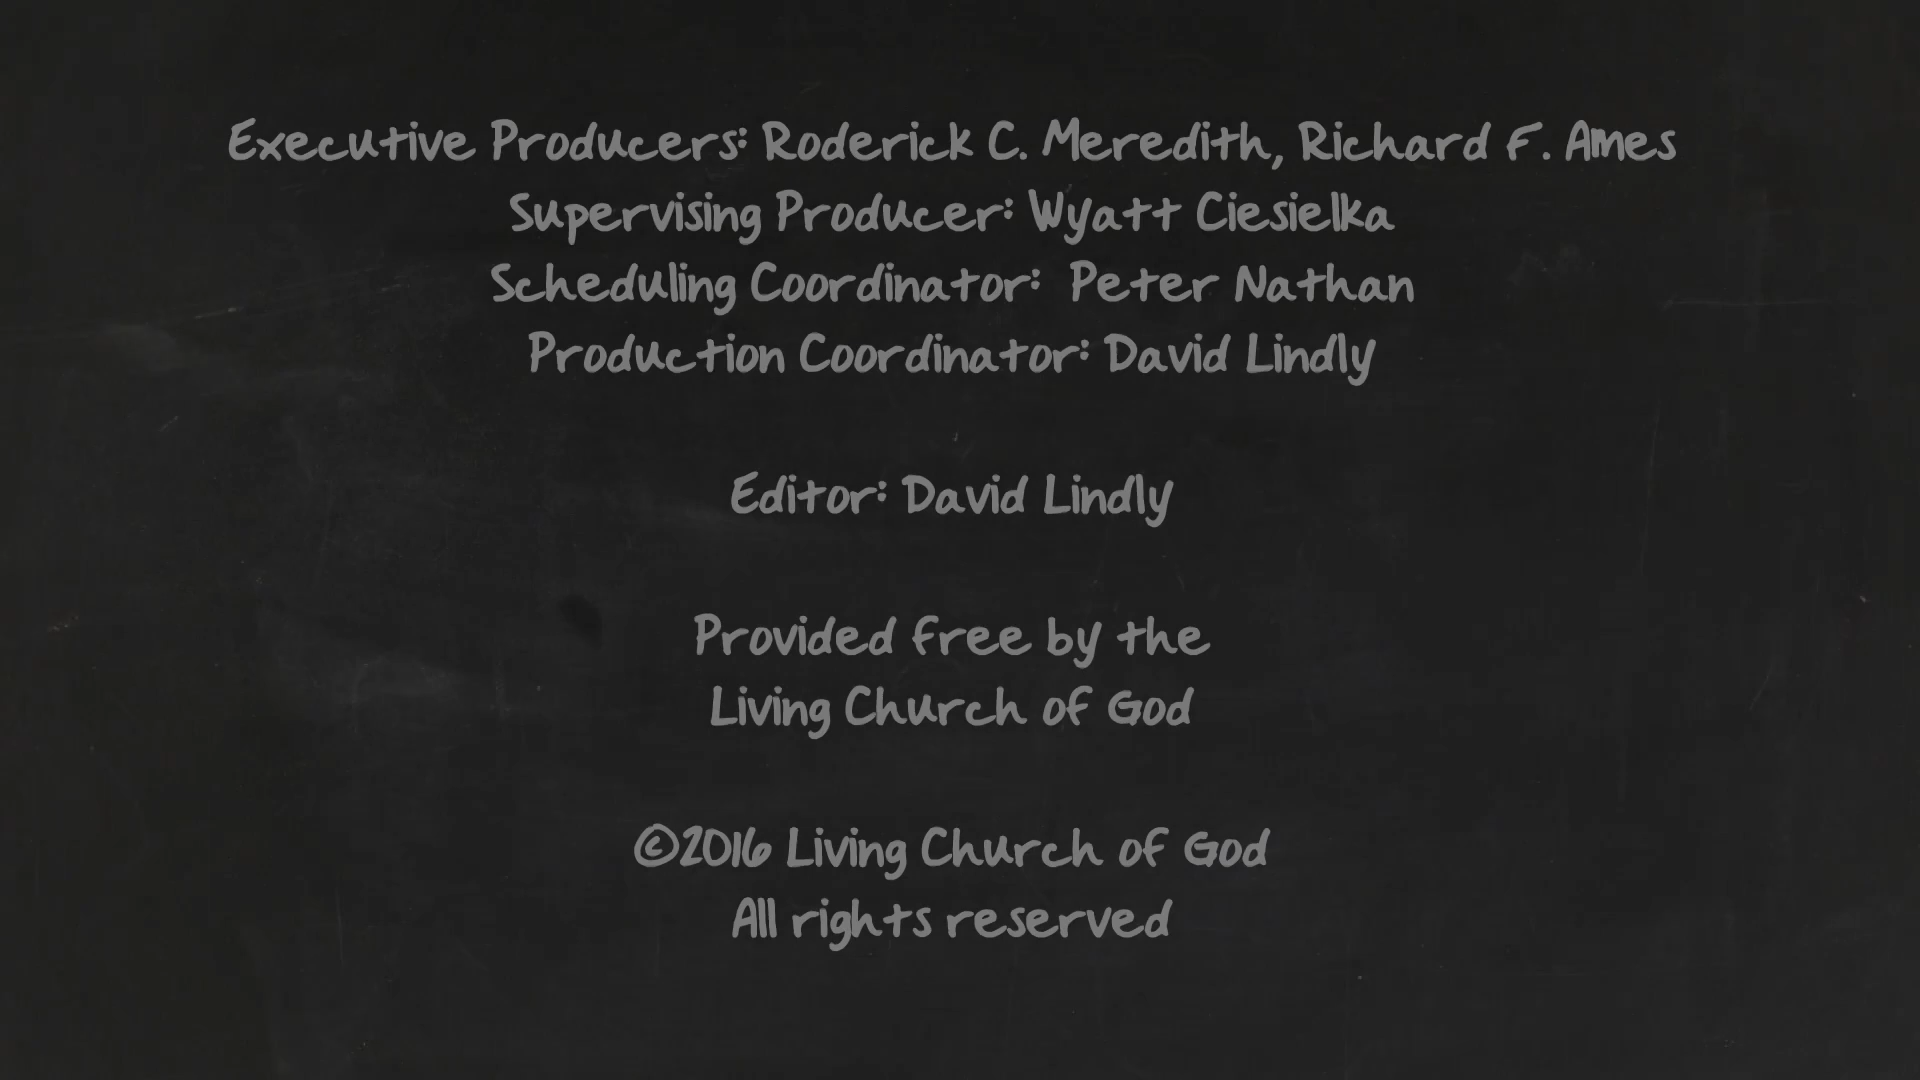 Executive Producers: Roderick C. Meredith, Richard F. Ames
Supervising Producer: Wyatt Ciesielka
Scheduling Coordinator: Peter Nathan
Production Coordinator: David Lindly
Editor: David Lindly
Provided free by the
Living Church of God
©2016 Living Church of God
All rights reserved